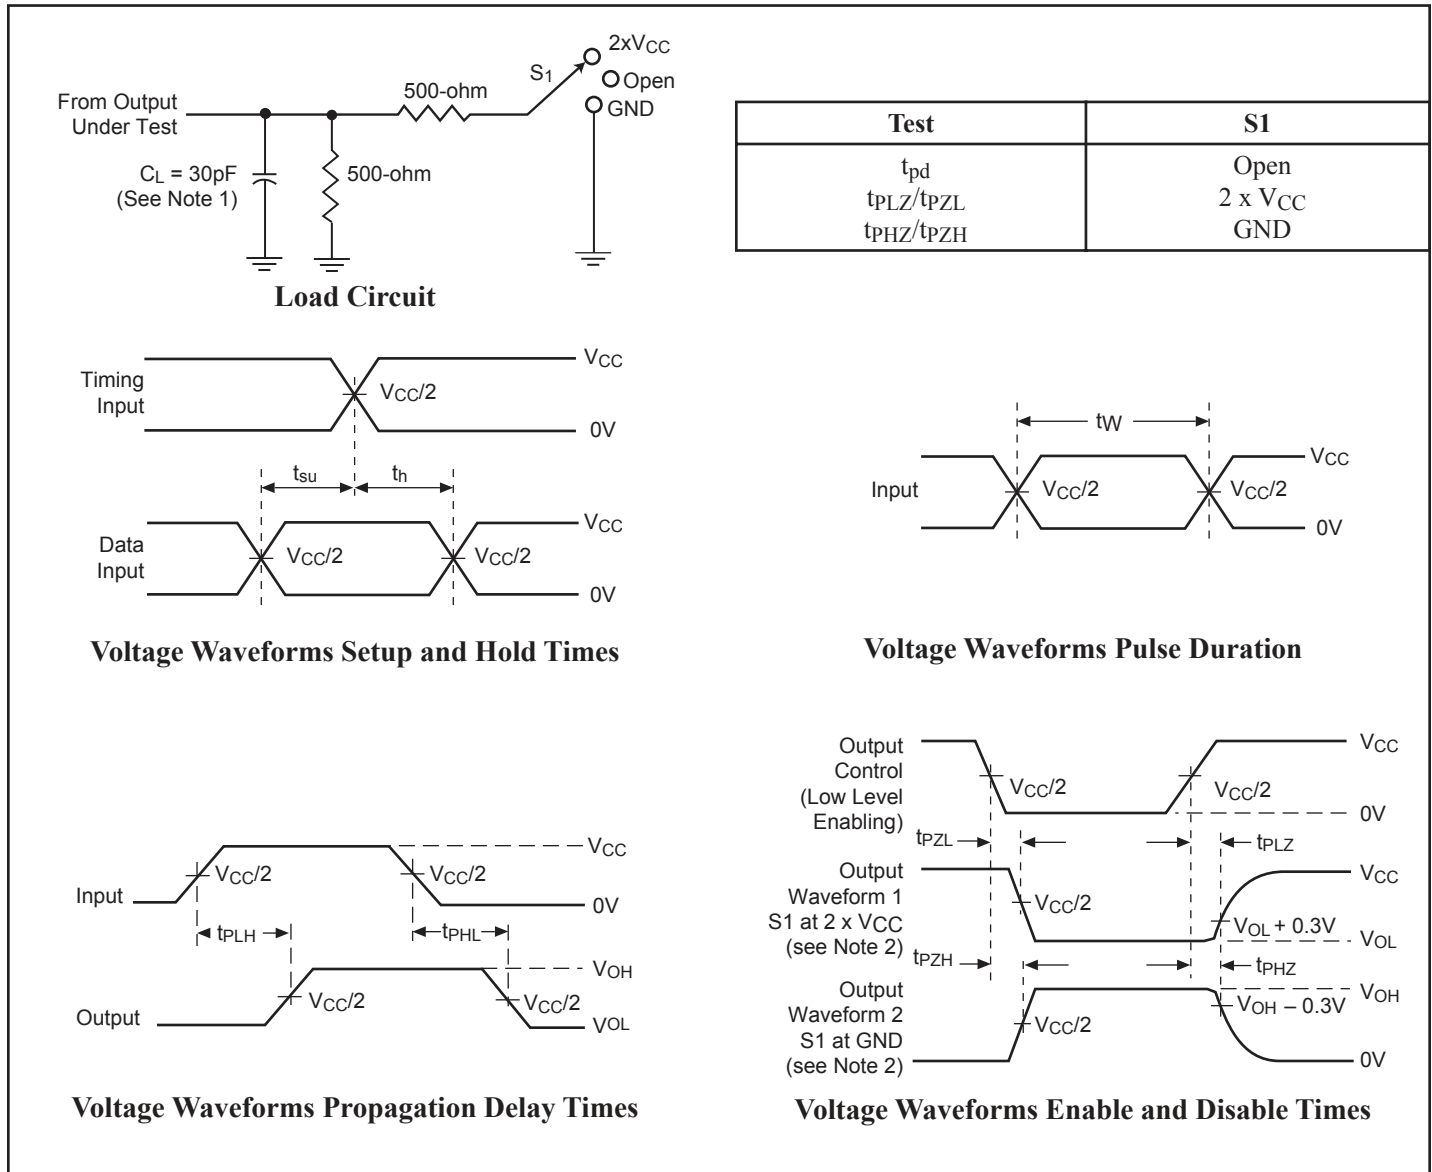 2xVCC
S1
Open
GND
500-ohm
From Output
Under Test
CL = 30pF
(See Note 1)
500-ohm
Load Circuit
Test S1
tpd Open
tPLZ/tPZL 2 x VCC
tPHZ/tPZH GND
Timing
Input
VCC
VCC/2
0V
tsu
th
Data
Input
VCC
VCC/2
VCC/2
0V
Voltage Waveforms Setup and Hold Times
tW
Input
VCC
VCC/2
VCC/2
0V
Voltage Waveforms Pulse Duration
Input
VCC
VCC/2
VCC/2
0V
tPLH
tPHL
Output
VOH
VCC/2
VCC/2
VOL
Voltage Waveforms Propagation Delay Times
Output
Control
(Low Level
Enabling)
VCC
VCC/2
VCC/2
0V
tPZL
tPLZ
Output
Waveform 1
S1 at 2 x VCC
(see Note 2)
VCC
VCC/2
VOL + 0.3V
VOL
tPZH
tPHZ
Output
Waveform 2
S1 at GND
(see Note 2)
VOH
VOH – 0.3V
VCC/2
0V
Voltage Waveforms Enable and Disable Times